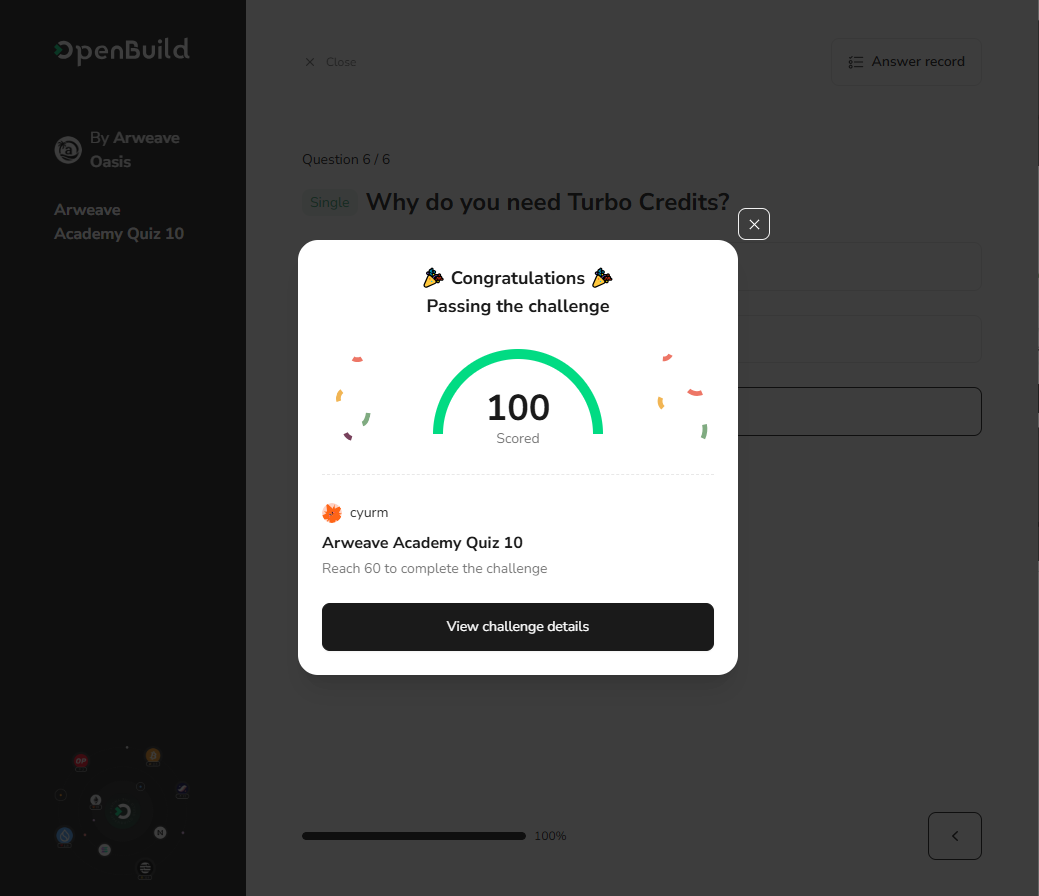 OpenBuild
By Arweave
Oasis
Arweave
Academy Quiz 10
Close
Answer record
Question 6 / 6
Single Why do you need Turbo Credits?
🎉 Congratulations 🎉
Passing the challenge
100
Scored
cyurm
Arweave Academy Quiz 10
Reach 60 to complete the challenge
View challenge details
OP
100%